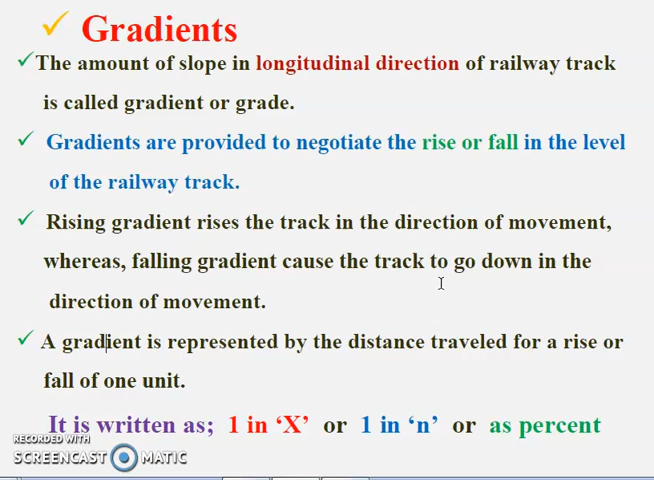 Gradients
The amount of slope in longitudinal direction of railway track
is called gradient or grade.
Gradients are provided to negotiate the rise or fall in the level
of the railway track.
Rising gradient rises the track in the direction of movement,
whereas, falling gradient cause the track to go down in the
direction of movement.
A gradient is represented by the distance traveled for a rise or
fall of one unit.
It is written as; 1 in ‘X’ or 1 in ‘n’ or as percent
RECORDED WITH
SCREENCAST MATIC